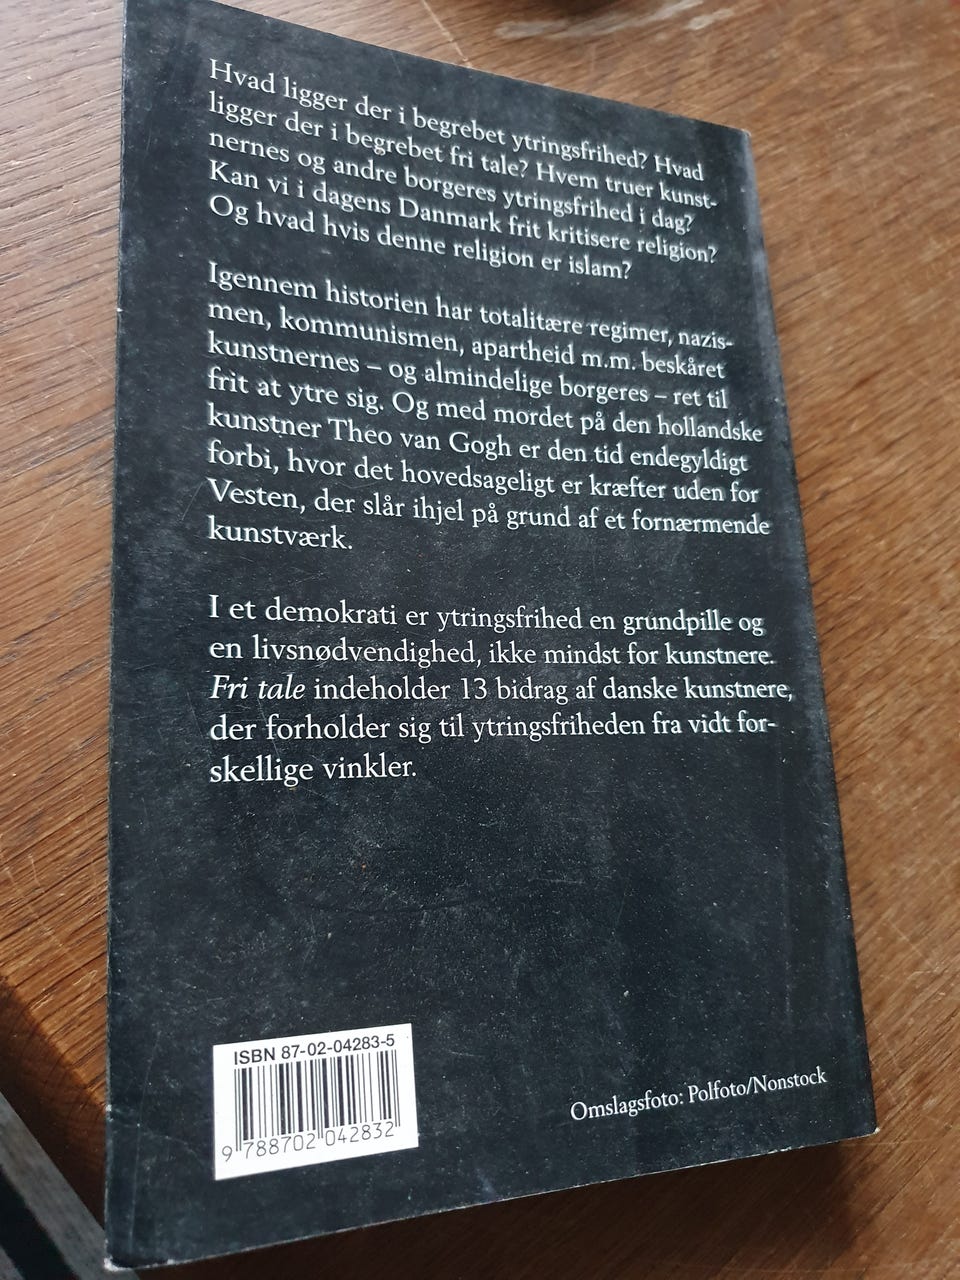 Hvad ligger der i begrebet ytringsfrihed? Hvad
ligger der i begrebet fri tale? Hvem truer kunst-
nernes og andre borgeres ytringsfrihed i dag?
Kan vi i dagens Danmark frit kritisere religion?
Og hvad hvis denne religion er islam?
Igennem historien har totalitære regimer, nazis-
men, kommunismen, apartheid m.m. beskåret
kunstnernes – og almindelige borgeres – ret til
frit at ytre sig. Og med mordet på den hollandske
kunstner Theo van Gogh er den tid endegyldigt
forbi, hvor det hovedsageligt er kræfter uden for
Vesten, der slår ihjel på grund af et fornærmende
kunstværk.
I et demokrati er ytringsfrihed en grundpille og
en livsnødvendighed, ikke mindst for kunstnere.
Fri tale indeholder 13 bidrag af danske kunstnere,
der forholder sig til ytringsfriheden fra vidt for-
skellige vinkler.
ISBN 87-02-04283-5
9 788702 042832
Omslagsfoto: Polfoto/Nonstock